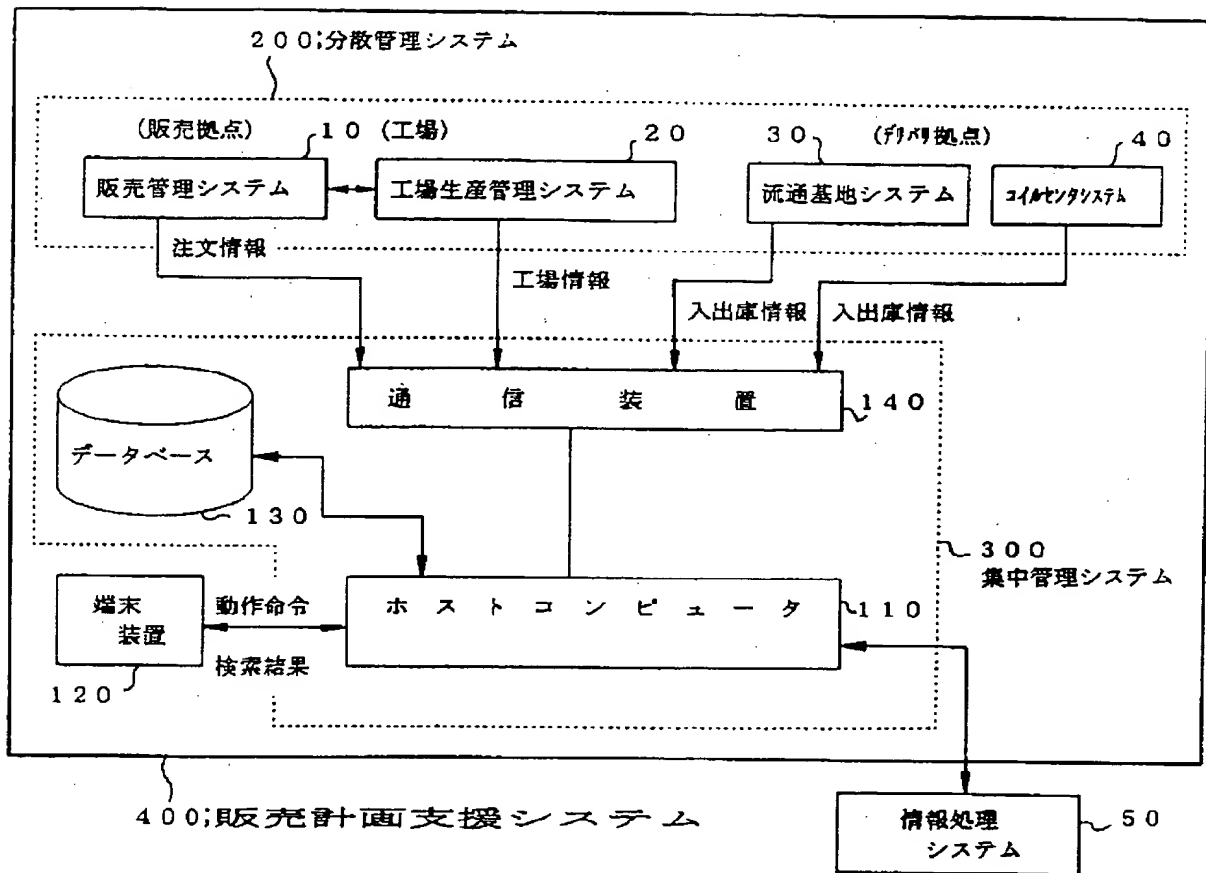 ２００;分散管理システム
(販売拠点)
１０
(工場)
２０
３０
(ﾃﾞﾘﾊﾞﾘ拠点)
４０
販売管理システム
工場生産管理システム
流通基地システム
コイルセンタシステム
注文情報
工場情報
入出庫情報
入出庫情報
通信装置
１４０
データベース
１３０
３００
集中管理システム
端末
装置
動作命令
検索結果
ホストコンピュータ
１１０
１２０
４００;販売計画支援システム
情報処理
システム
５０